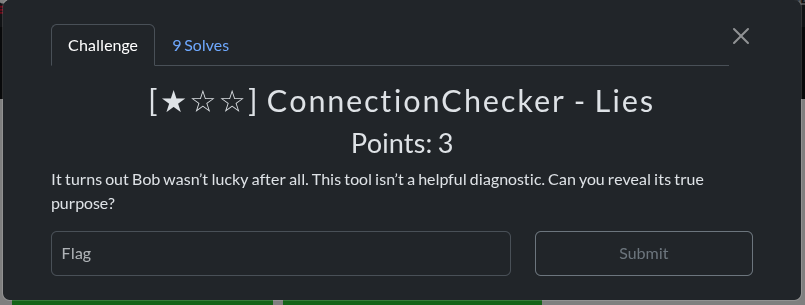 Challenge
9 Solves
[★☆☆] ConnectionChecker - Lies
Points: 3
It turns out Bob wasn’t lucky after all. This tool isn’t a helpful diagnostic. Can you reveal its true
purpose?
Flag
Submit